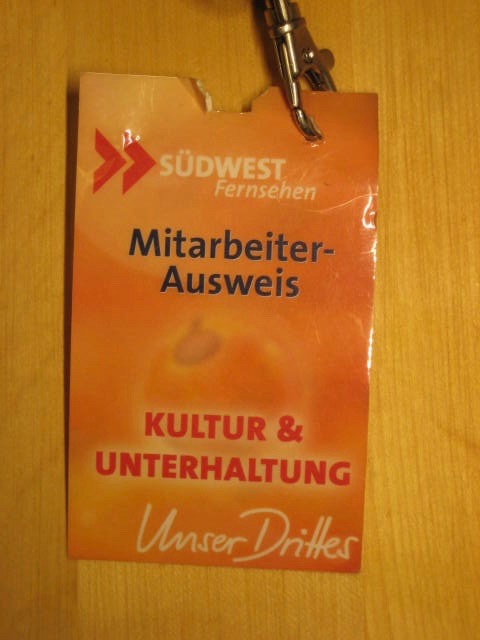 SÜDWEST
Fernsehen
Mitarbeiter-
Ausweis
KULTUR &
UNTERHALTUNG
Unser Drittes